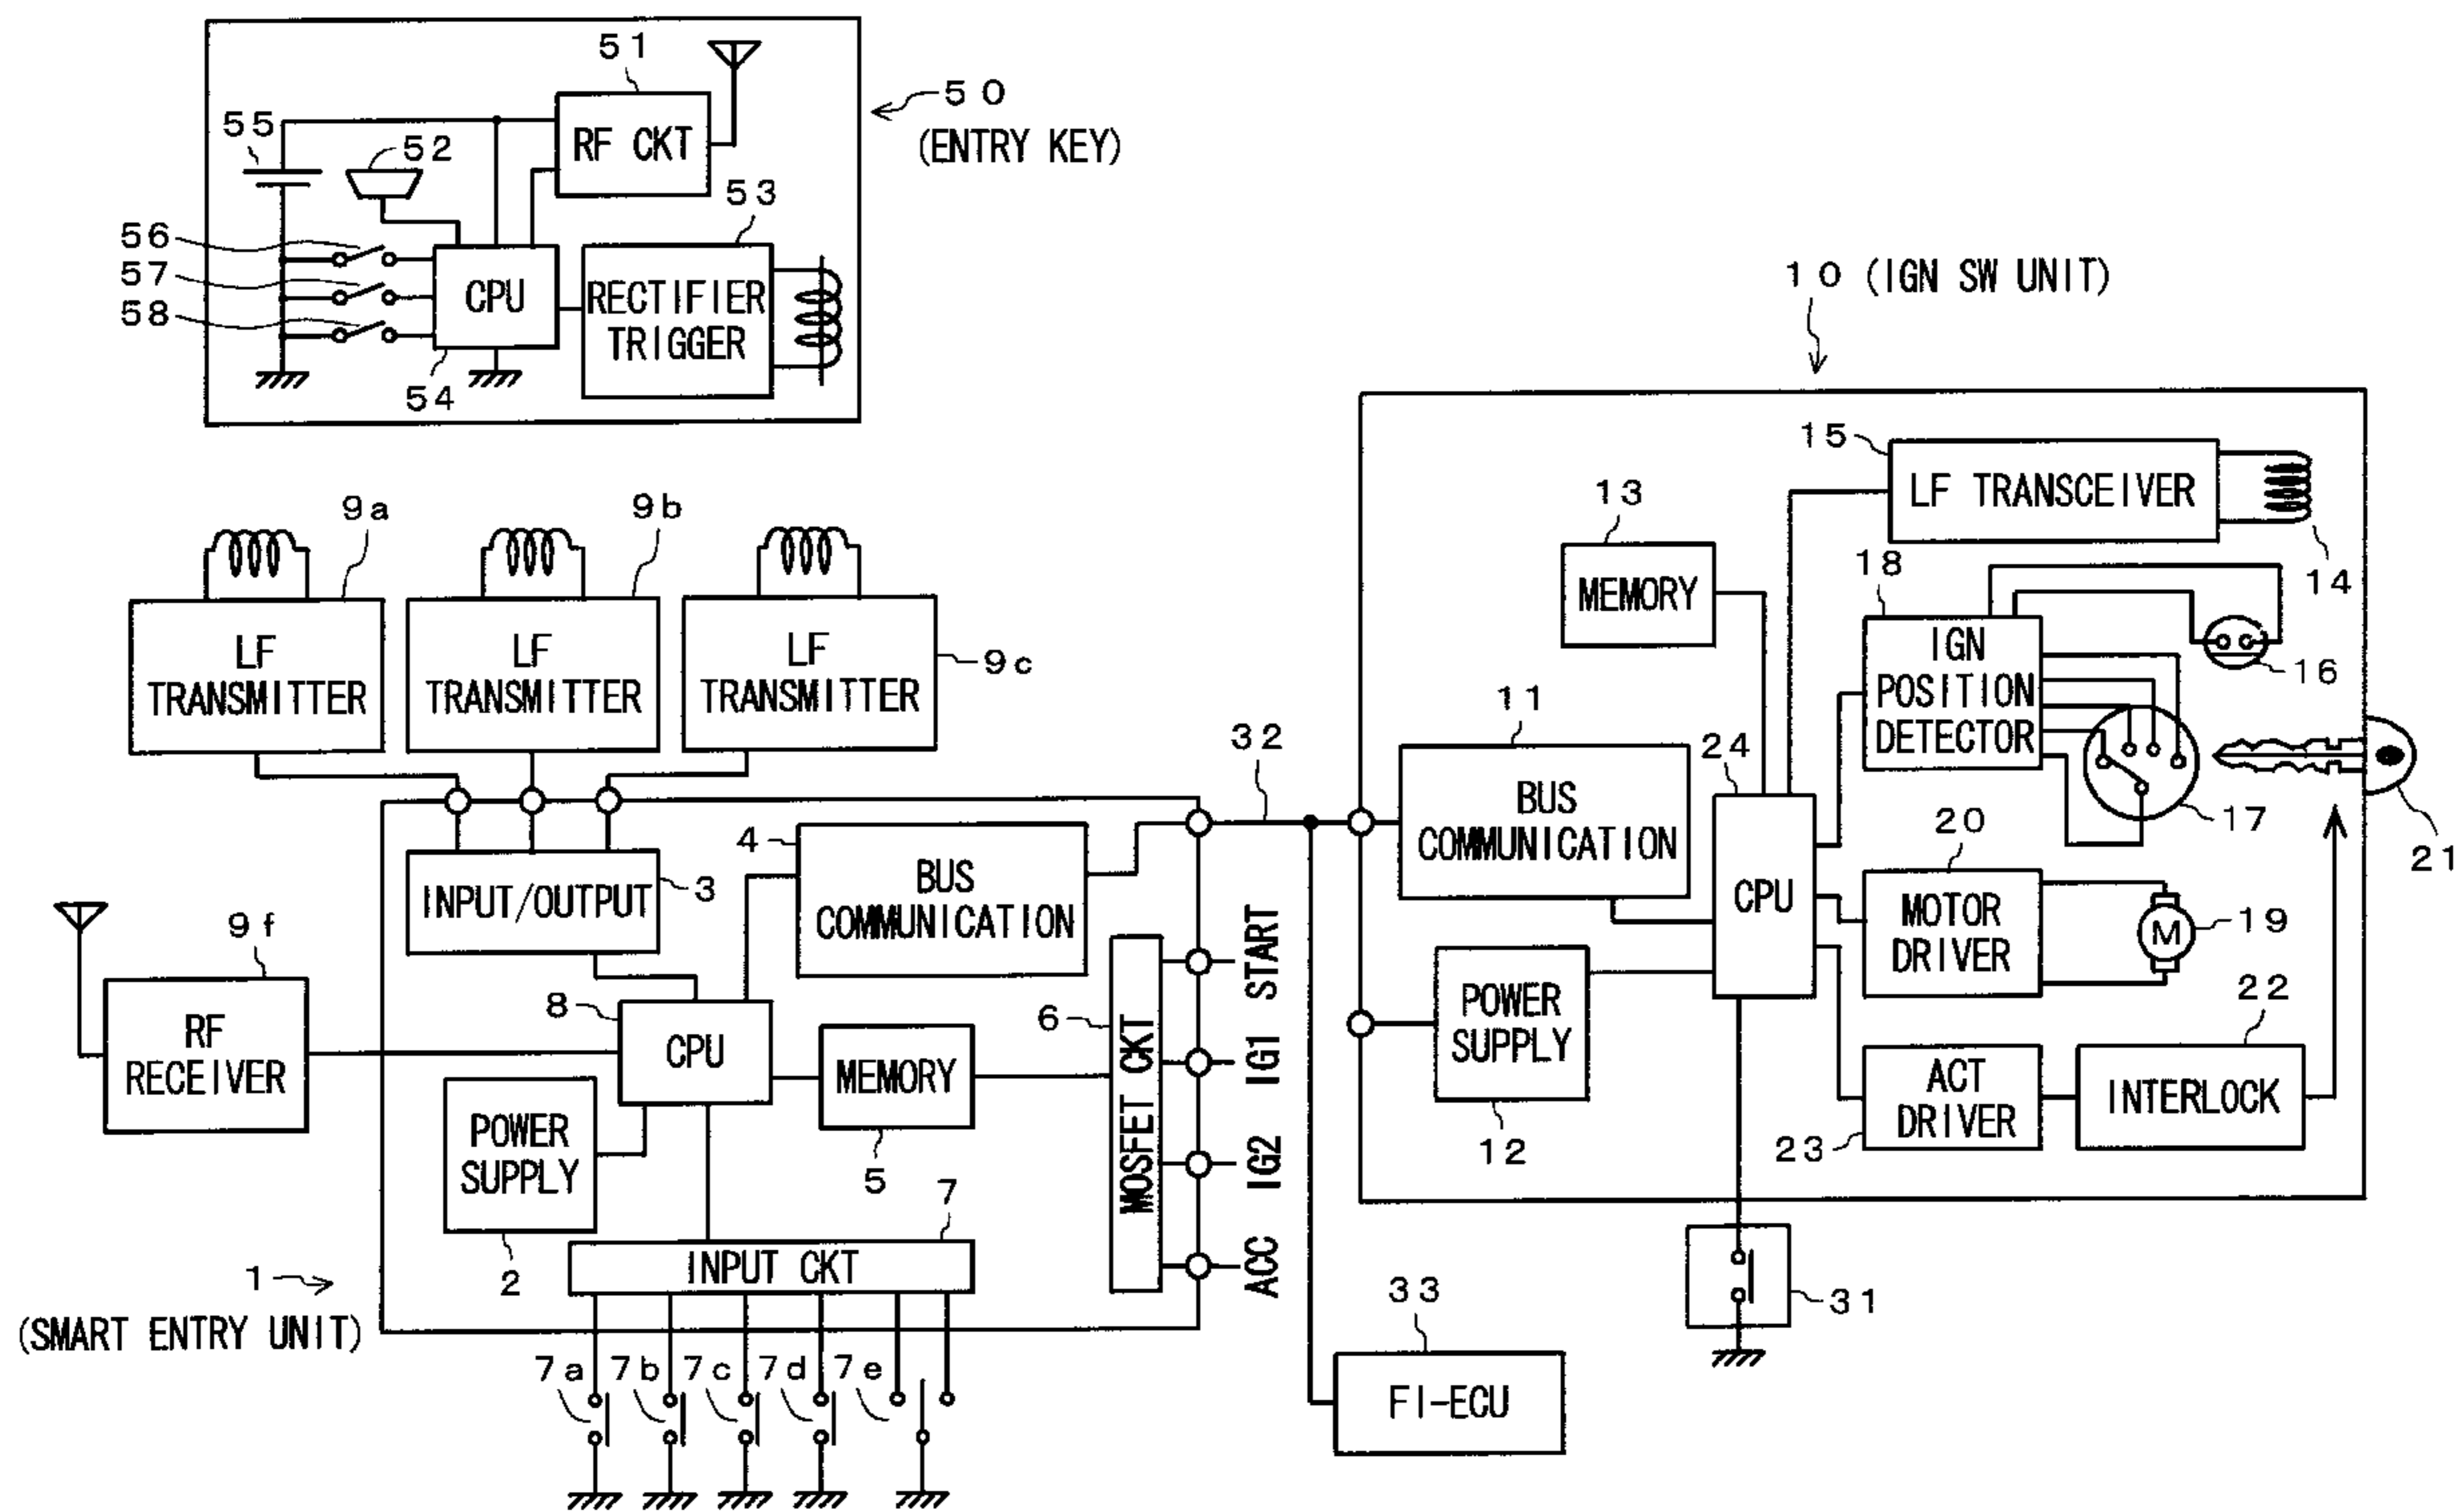 51
50
(ENTRY KEY)
55
52
RF CKT
53
56
57
58
CPU
RECTIFIER
TRIGGER
54
10 (IGN SW UNIT)
15
LF TRANSCEIVER
14
13
MEMORY
18
IGN
POSITION
DETECTOR
16
17
21
9a
9b
9c
LF
TRANSMITTER
LF
TRANSMITTER
LF
TRANSMITTER
32
11
BUS
COMMUNICATION
24
CPU
20
MOTOR
DRIVER
M
19
22
INTERLOCK
ACT
DRIVER
23
POWER
SUPPLY
12
31
33
FI-ECU
4
BUS
COMMUNICATION
INPUT/OUTPUT
3
9f
RF
RECEIVER
8
CPU
MEMORY
5
6
MOSFET CKT
START
IG1
IG2
ACC
POWER
SUPPLY
2
7
INPUT CKT
1
(SMART ENTRY UNIT)
7a
7b
7c
7d
7e